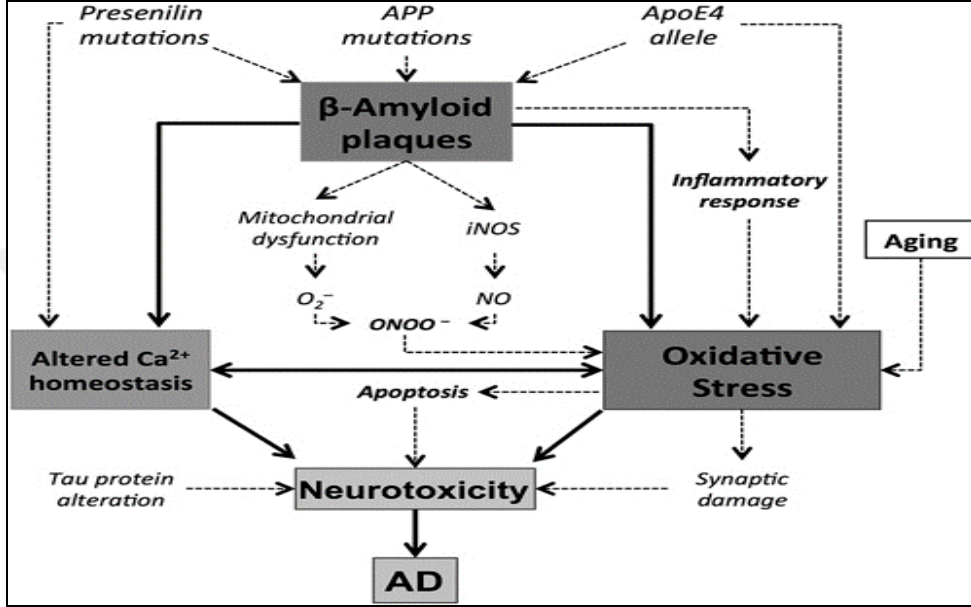 Presenilin
mutations
APP
mutations
ApoE4
allele
β-Amyloid
plaques
Inflammatory
response
Mitochondrial
dysfunction
iNOS
Aging
O₂⁻
NO
ONOO⁻
Altered Ca²⁺
homeostasis
Oxidative
Stress
Apoptosis
Tau protein
alteration
Neurotoxicity
Synaptic
damage
AD